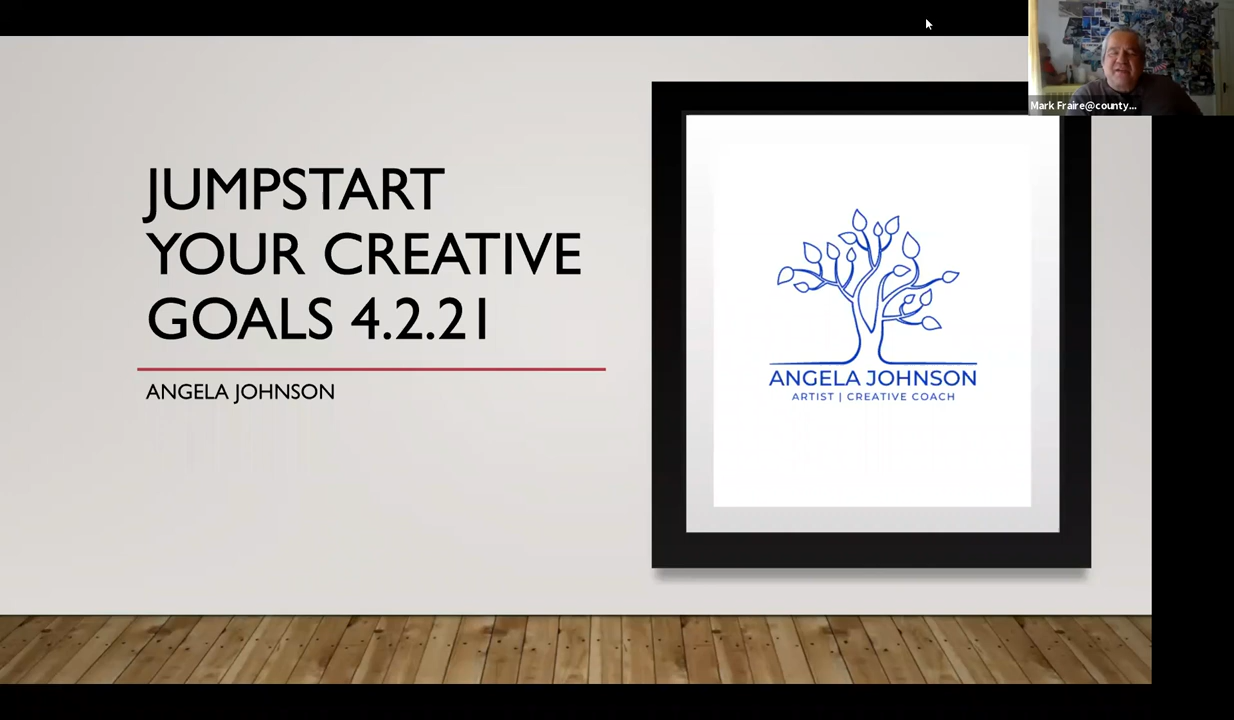 JUMPSTART
YOUR CREATIVE
GOALS 4.2.21
ANGELA JOHNSON
ANGELA JOHNSON
ARTIST | CREATIVE COACH
Mark Fraire@county...